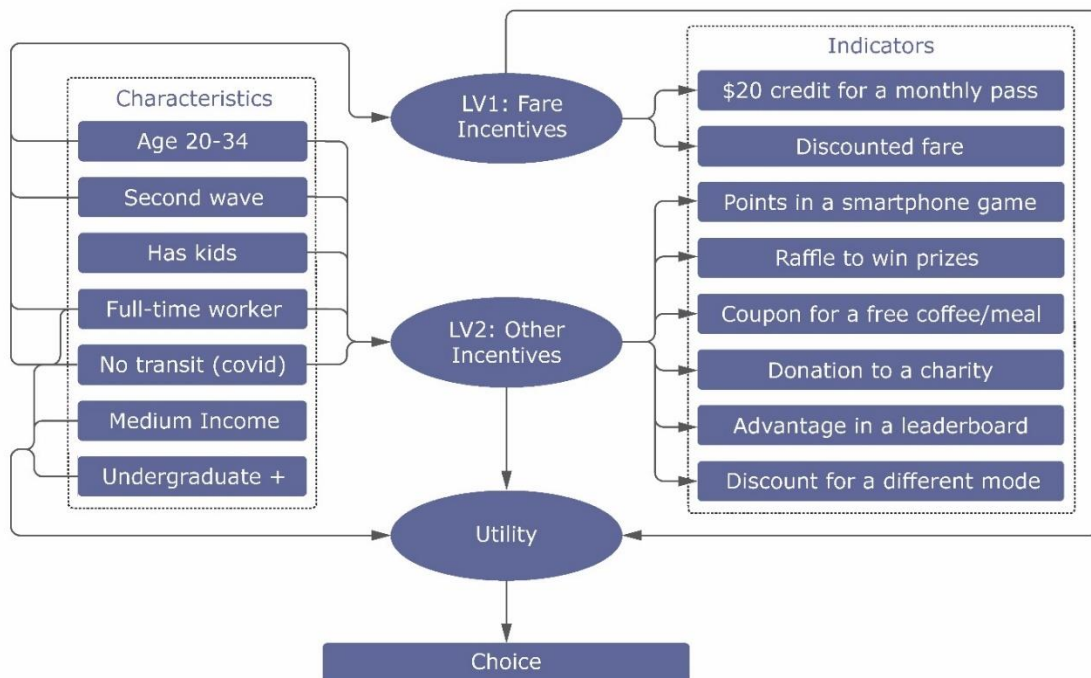 Characteristics
Age 20-34
Second wave
Has kids
Full-time worker
No transit (covid)
Medium Income
Undergraduate +
LV1: Fare
Incentives
LV2: Other
Incentives
Utility
Choice
Indicators
$20 credit for a monthly pass
Discounted fare
Points in a smartphone game
Raffle to win prizes
Coupon for a free coffee/meal
Donation to a charity
Advantage in a leaderboard
Discount for a different mode